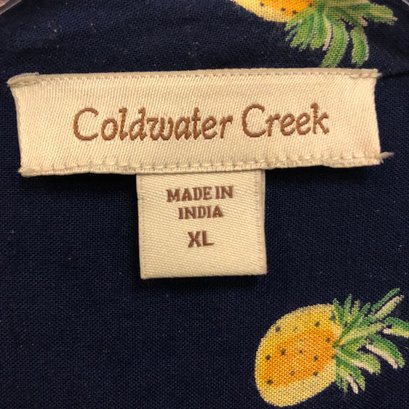 Coldwater Creek
MADE IN
INDIA
XL